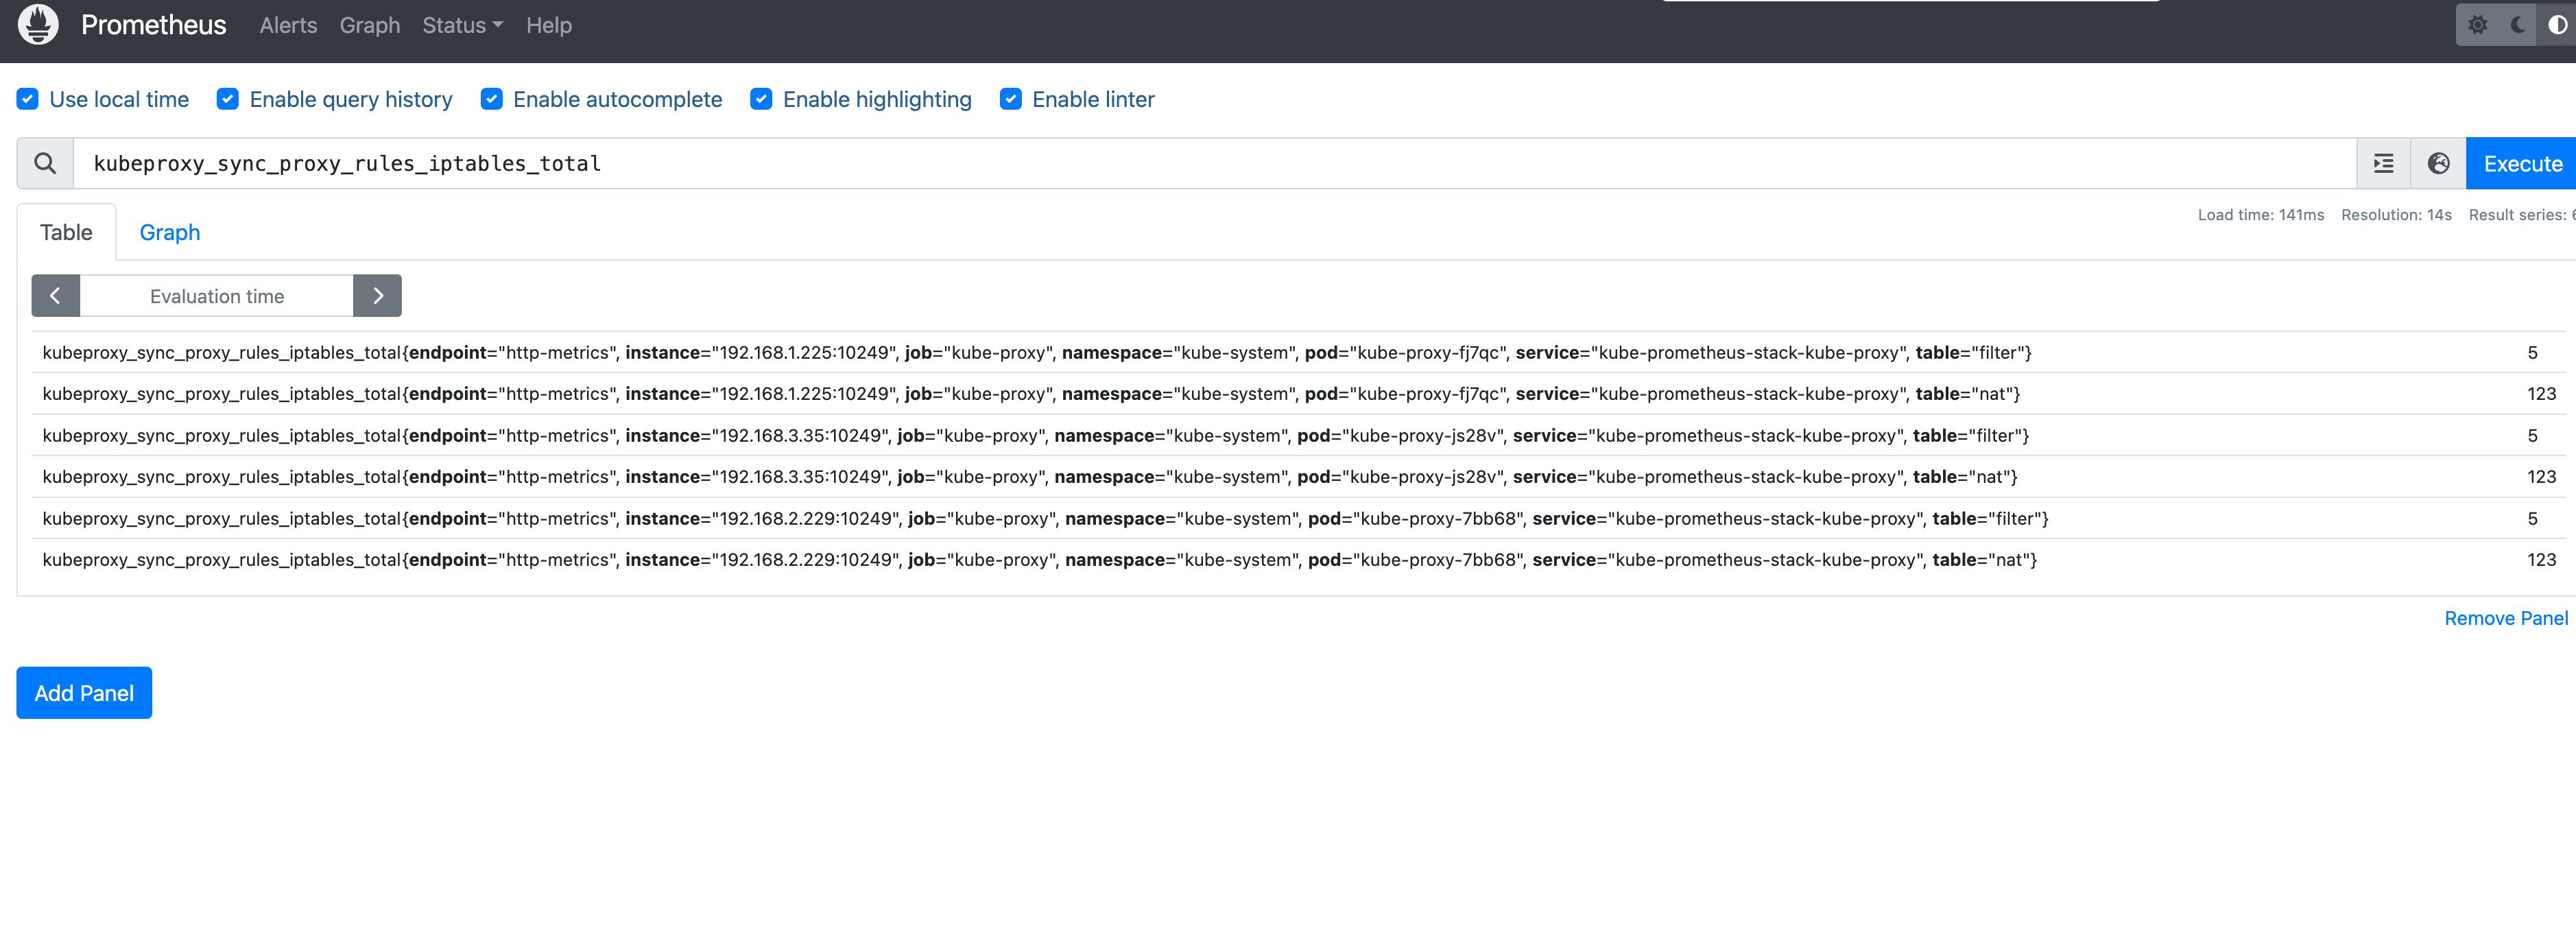 Prometheus Alerts Graph Status Help
Use local time Enable query history Enable autocomplete Enable highlighting Enable linter
kubeproxy_sync_proxy_rules_iptables_total Execute
Table Graph Load time: 141ms Resolution: 14s Result series: 6
Evaluation time
kubeproxy_sync_proxy_rules_iptables_total{endpoint="http-metrics", instance="192.168.1.225:10249", job="kube-proxy", namespace="kube-system", pod="kube-proxy-fj7qc", service="kube-prometheus-stack-kube-proxy", table="filter"} 5
kubeproxy_sync_proxy_rules_iptables_total{endpoint="http-metrics", instance="192.168.1.225:10249", job="kube-proxy", namespace="kube-system", pod="kube-proxy-fj7qc", service="kube-prometheus-stack-kube-proxy", table="nat"} 123
kubeproxy_sync_proxy_rules_iptables_total{endpoint="http-metrics", instance="192.168.3.35:10249", job="kube-proxy", namespace="kube-system", pod="kube-proxy-js28v", service="kube-prometheus-stack-kube-proxy", table="filter"} 5
kubeproxy_sync_proxy_rules_iptables_total{endpoint="http-metrics", instance="192.168.3.35:10249", job="kube-proxy", namespace="kube-system", pod="kube-proxy-js28v", service="kube-prometheus-stack-kube-proxy", table="nat"} 123
kubeproxy_sync_proxy_rules_iptables_total{endpoint="http-metrics", instance="192.168.2.229:10249", job="kube-proxy", namespace="kube-system", pod="kube-proxy-7bb68", service="kube-prometheus-stack-kube-proxy", table="filter"} 5
kubeproxy_sync_proxy_rules_iptables_total{endpoint="http-metrics", instance="192.168.2.229:10249", job="kube-proxy", namespace="kube-system", pod="kube-proxy-7bb68", service="kube-prometheus-stack-kube-proxy", table="nat"} 123
Remove Panel
Add Panel